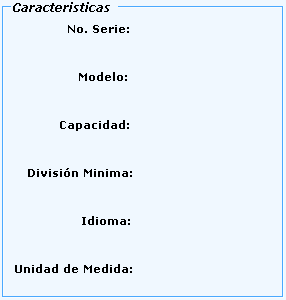 Caracteristicas
No. Serie:
Modelo:
Capacidad:
División Minima:
Idioma:
Unidad de Medida: